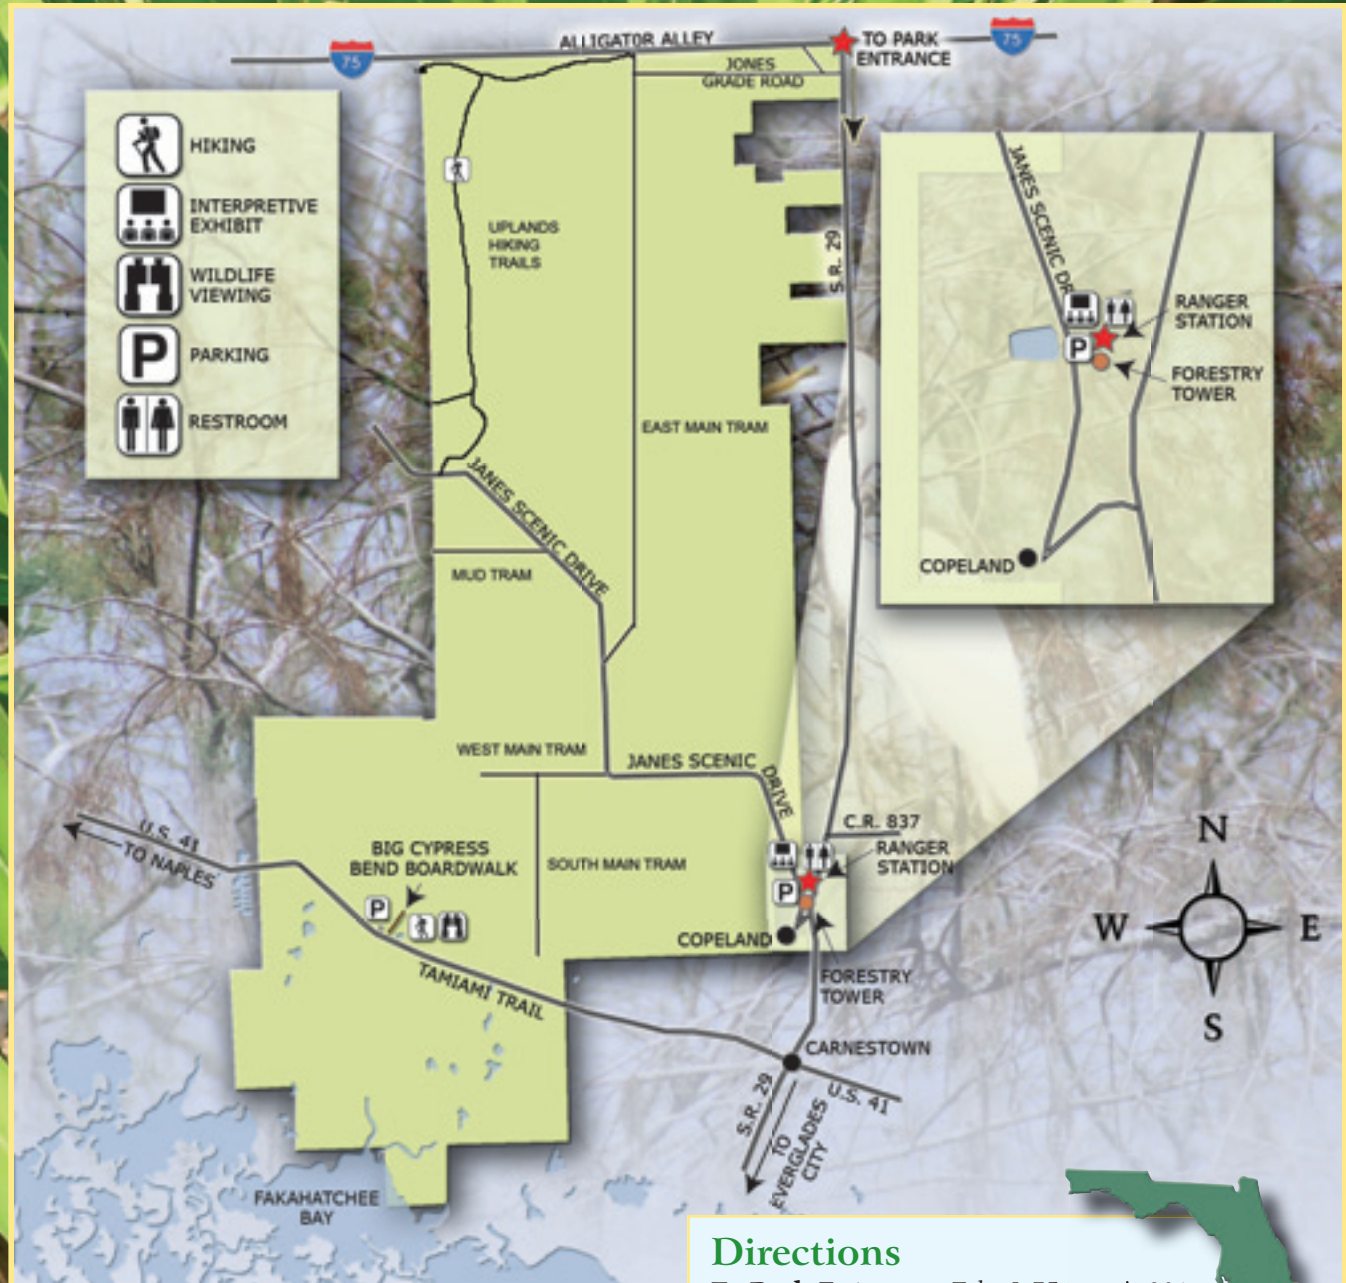 ALLIGATOR ALLEY
75
TO PARK
ENTRANCE
75
JONES
GRADE ROAD
HIKING
INTERPRETIVE
EXHIBIT
WILDLIFE
VIEWING
P
PARKING
RESTROOM
UPLANDS
HIKING
TRAILS
S.R. 29
JANES SCENIC DR
RANGER
STATION
P
FORESTRY
TOWER
COPELAND
EAST MAIN TRAM
JANES SCENIC DRIVE
MUD TRAM
WEST MAIN TRAM
JANES SCENIC
DRIVE
C.R. 837
RANGER
STATION
U.S. 41
TO NAPLES
BIG CYPRESS
BEND BOARDWALK
P
SOUTH MAIN TRAM
P
COPELAND
FORESTRY
TOWER
TAMIAMI TRAIL
CARNESTOWN
U.S. 41
S.R. 29
TO
EVERGLADES
CITY
FAKAHATCHEE
BAY
N
W
E
S
Directions